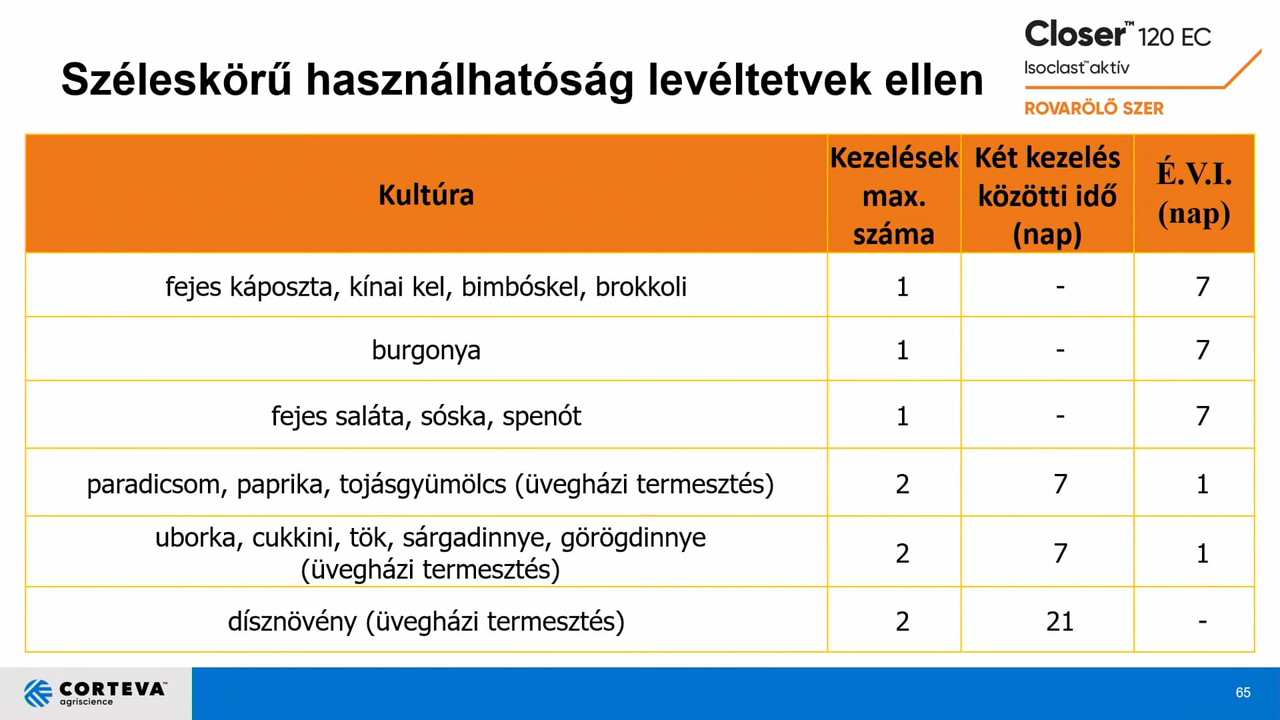 Closer™ 120 EC
Isoclast™ aktív
ROVARÖLŐ SZER
Széleskörű használhatóság levéltetvek ellen
Kultúra
Kezelések
max.
száma
Két kezelés
közötti idő
(nap)
É.V.I.
(nap)
fejes káposzta, kínai kel, bimbóskel, brokkoli 1 - 7
burgonya 1 - 7
fejes saláta, sóska, spenót 1 - 7
paradicsom, paprika, tojásgyümölcs (üvegházi termesztés) 2 7 1
uborka, cukkini, tök, sárgadinnye, görögdinnye
(üvegházi termesztés) 2 7 1
dísznövény (üvegházi termesztés) 2 21 -
CORTEVA™
agriscience
65